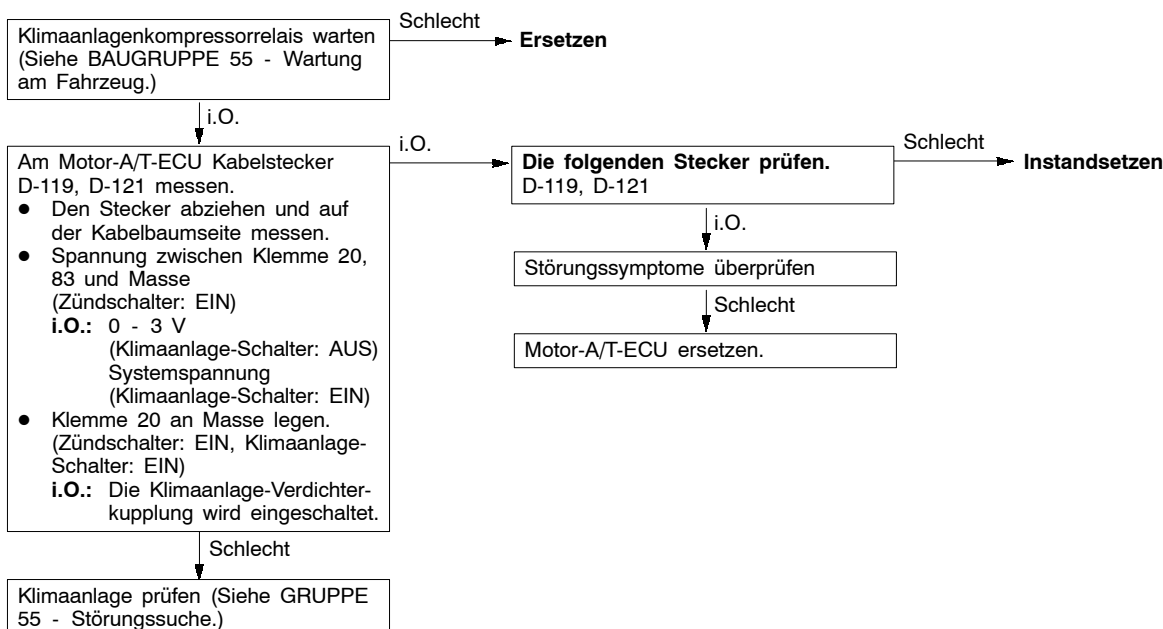 Klimaanlagenkompressorrelais warten
(Siehe BAUGRUPPE 55 - Wartung
am Fahrzeug.)
Schlecht
Ersetzen
i.O.
Am Motor-A/T-ECU Kabelstecker
D-119, D-121 messen.
● Den Stecker abziehen und auf
der Kabelbaumseite messen.
● Spannung zwischen Klemme 20,
83 und Masse
(Zündschalter: EIN)
i.O.: 0 - 3 V
(Klimaanlage-Schalter: AUS)
Systemspannung
(Klimaanlage-Schalter: EIN)
● Klemme 20 an Masse legen.
(Zündschalter: EIN, Klimaanlage-
Schalter: EIN)
i.O.: Die Klimaanlage-Verdichter-
kupplung wird eingeschaltet.
i.O.
Die folgenden Stecker prüfen.
D-119, D-121
Schlecht
Instandsetzen
i.O.
Störungssymptome überprüfen
Schlecht
Motor-A/T-ECU ersetzen.
Schlecht
Klimaanlage prüfen (Siehe GRUPPE
55 - Störungssuche.)